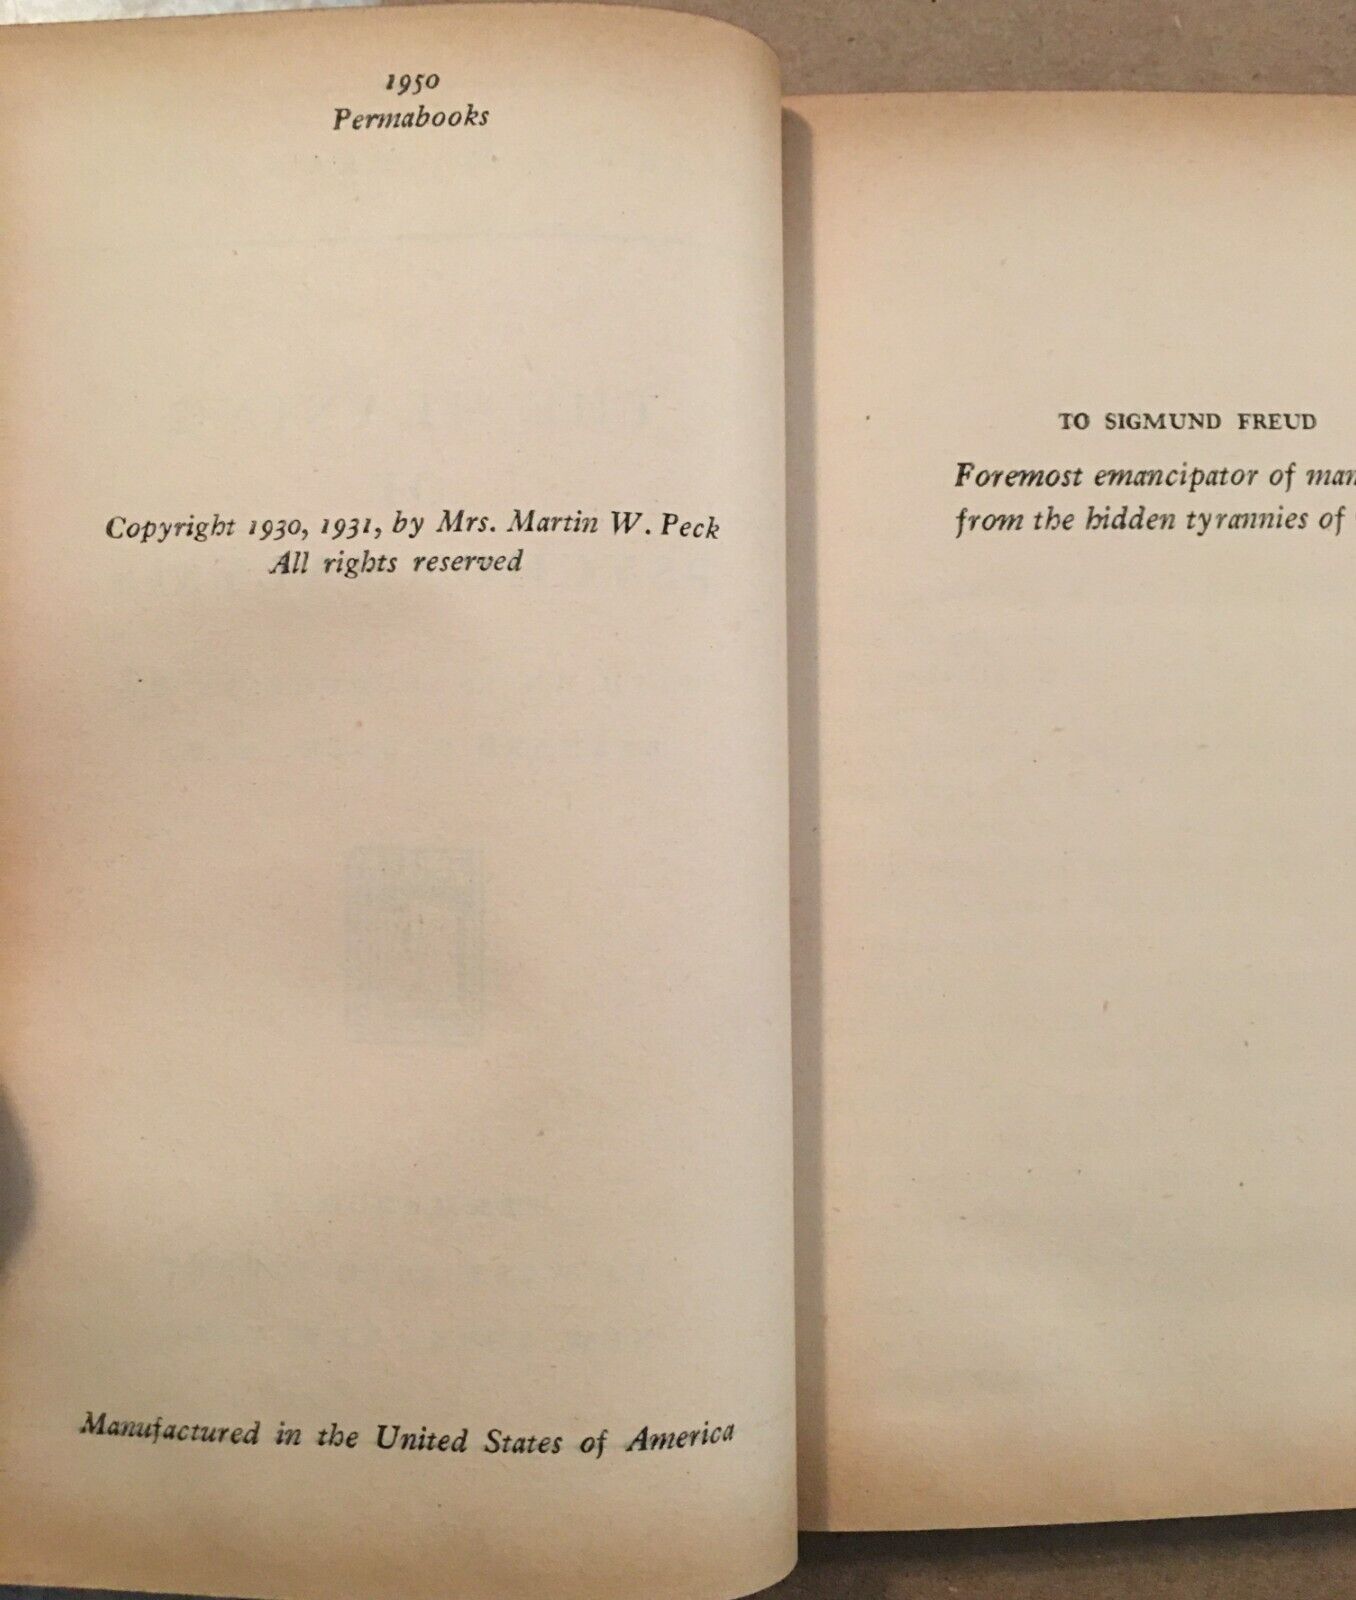 1950
Permabooks
Copyright 1930, 1931, by Mrs. Martin W. Peck
All rights reserved
Manufactured in the United States of America
TO SIGMUND FREUD
Foremost emancipator of
from the hidden tyrannies of